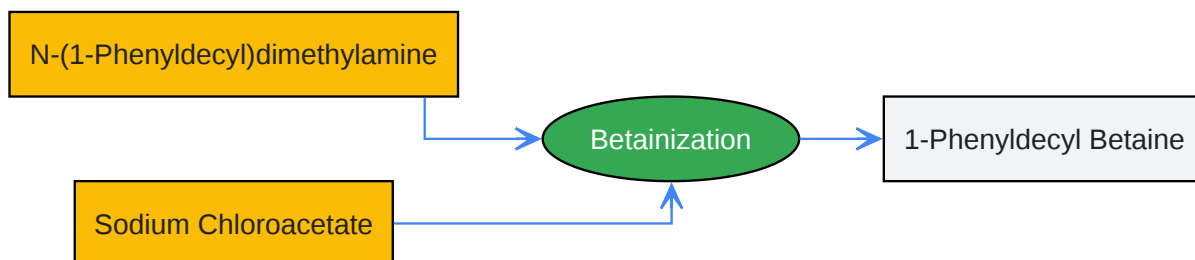 N-(1-Phenyldecyl)dimethylamine
Betainization
1-Phenyldecyl Betaine
Sodium Chloroacetate